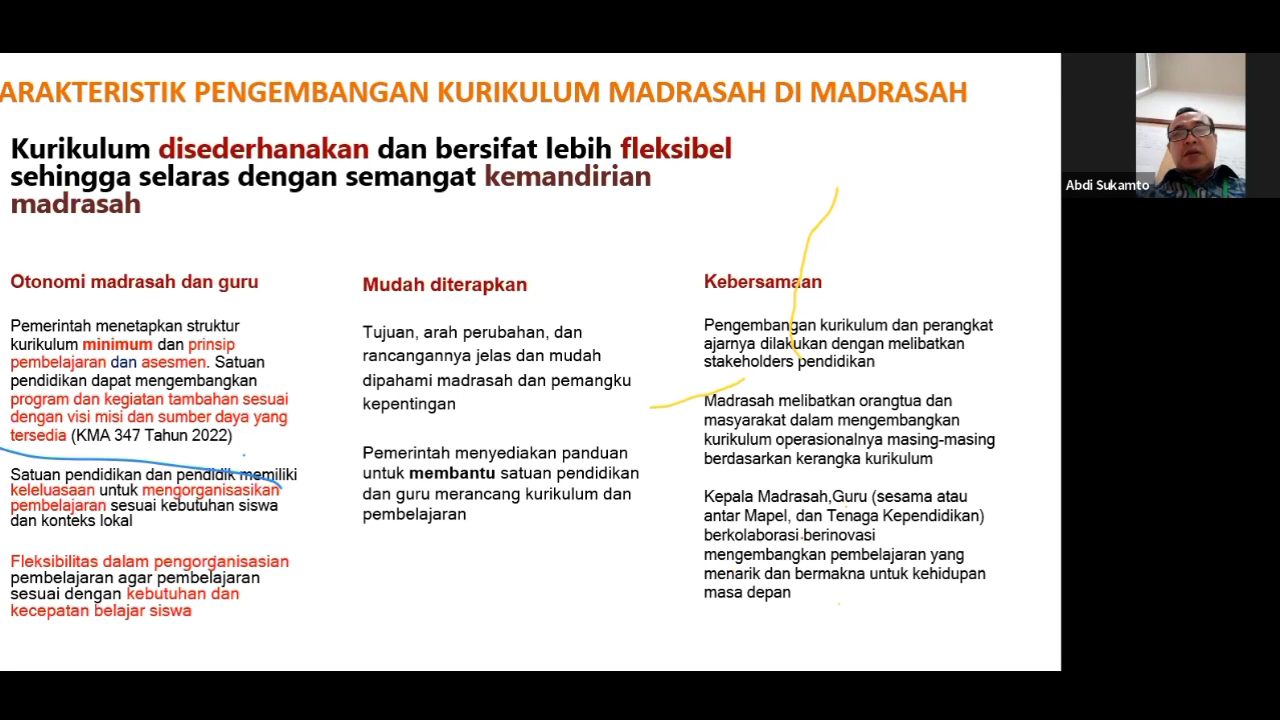 ARAKTERISTIK PENGEMBANGAN KURIKULUM MADRASAH DI MADRASAH
Kurikulum disederhanakan dan bersifat lebih fleksibel
sehingga selaras dengan semangat kemandirian
madrasah
Otonomi madrasah dan guru
Pemerintah menetapkan struktur
kurikulum minimum dan prinsip
pembelajaran dan asesmen. Satuan
pendidikan dapat mengembangkan
program dan kegiatan tambahan sesuai
dengan visi misi dan sumber daya yang
tersedia (KMA 347 Tahun 2022)
Satuan pendidikan dan pendidik memiliki
keleluasaan untuk mengorganisasikan
pembelajaran sesuai kebutuhan siswa
dan konteks lokal
Fleksibilitas dalam pengorganisasian
pembelajaran agar pembelajaran
sesuai dengan kebutuhan dan
kecepatan belajar siswa
Mudah diterapkan
Tujuan, arah perubahan, dan
rancangannya jelas dan mudah
dipahami madrasah dan pemangku
kepentingan
Pemerintah menyediakan panduan
untuk membantu satuan pendidikan
dan guru merancang kurikulum dan
pembelajaran
Kebersamaan
Pengembangan kurikulum dan perangkat
ajarnya dilakukan dengan melibatkan
stakeholders pendidikan
Madrasah melibatkan orangtua dan
masyarakat dalam mengembangkan
kurikulum operasionalnya masing-masing
berdasarkan kerangka kurikulum
Kepala Madrasah,Guru (sesama atau
antar Mapel, dan Tenaga Kependidikan)
berkolaborasi berinovasi
mengembangkan pembelajaran yang
menarik dan bermakna untuk kehidupan
masa depan
Abdi Sukamto